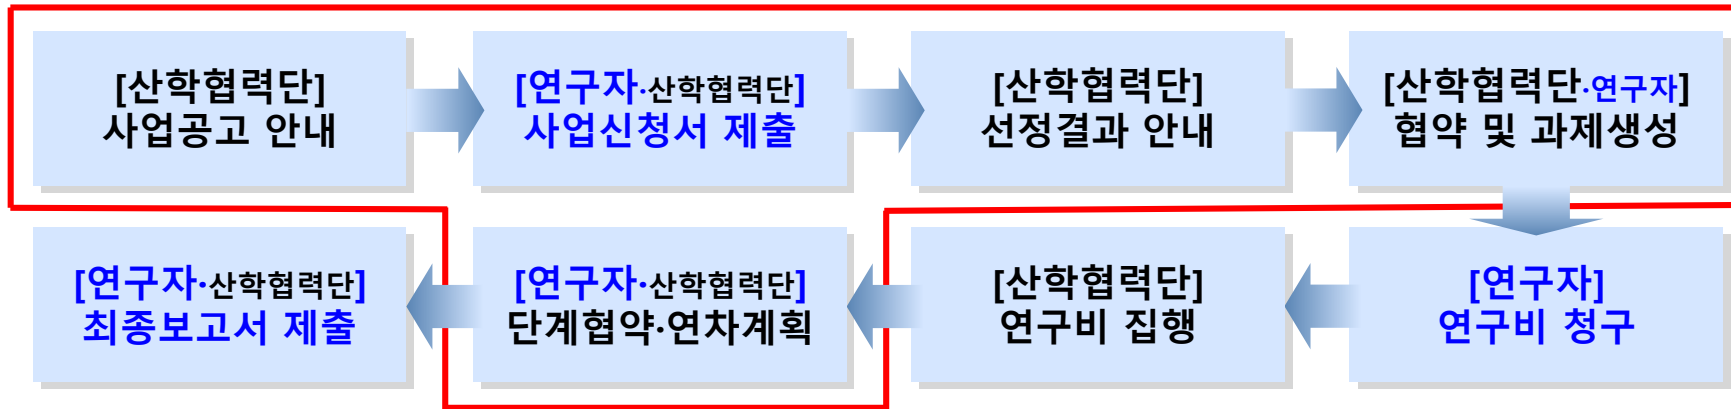 [산학협력단]
사업공고 안내
[연구자·산학협력단]
사업신청서 제출
[산학협력단]
선정결과 안내
[산학협력단·연구자]
협약 및 과제생성
[연구자·산학협력단]
최종보고서 제출
[연구자·산학협력단]
단계협약·연차계획
[산학협력단]
연구비 집행
[연구자]
연구비 청구